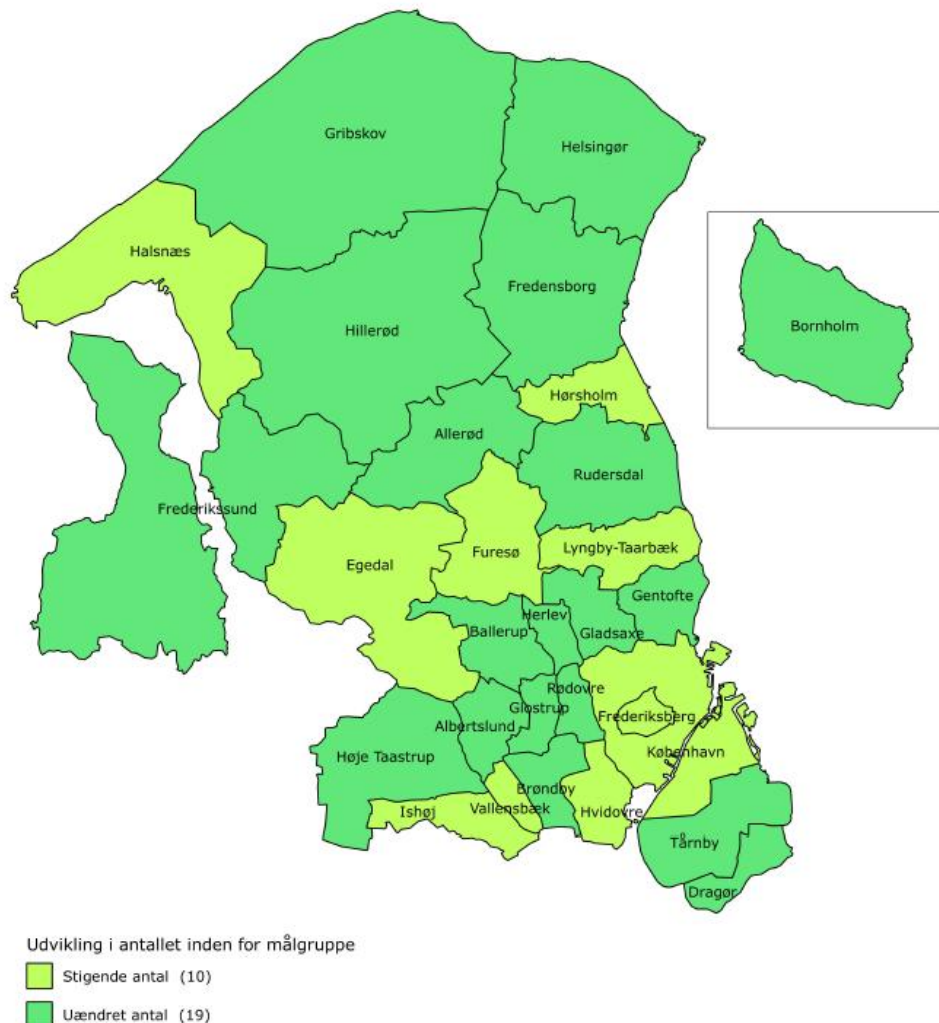 Gribskov
Helsingør
Halsnæs
Fredensborg
Bornholm
Hillerød
Hørsholm
Allerød
Rudersdal
Frederikssund
Lyngby-Taarbæk
Furesø
Egedal
Gentofte
Herlev
Ballerup
Gladsaxe
Rødovre
Glostrup
Frederiksberg
Albertslund
København
Høje Taastrup
Brøndby
Vallensbæk
Ishøj
Hvidovre
Tårnby
Dragør
Udvikling i antallet inden for målgruppe
Stigende antal (10)
Uændret antal (19)